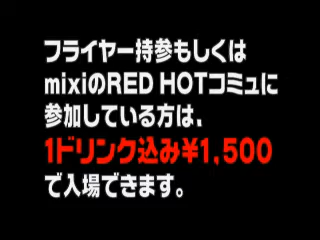 フライヤー持参もしくは
mixiのRED HOTコミュに
参加している方は、
1ドリンク込み¥1,500
で入場できます。